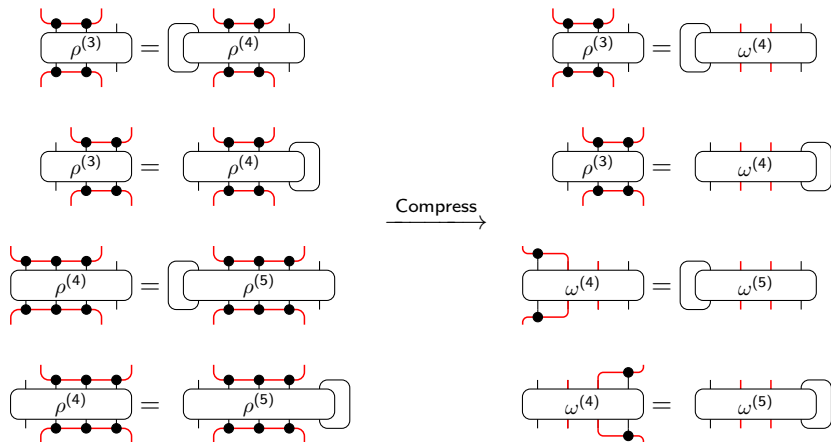 ρ^(3) = ρ^(4)
ρ^(3) = ω^(4)
ρ^(3) = ρ^(4)
ρ^(3) = ω^(4)
Compress
ρ^(4) = ρ^(5)
ω^(4) = ω^(5)
ρ^(4) = ρ^(5)
ω^(4) = ω^(5)